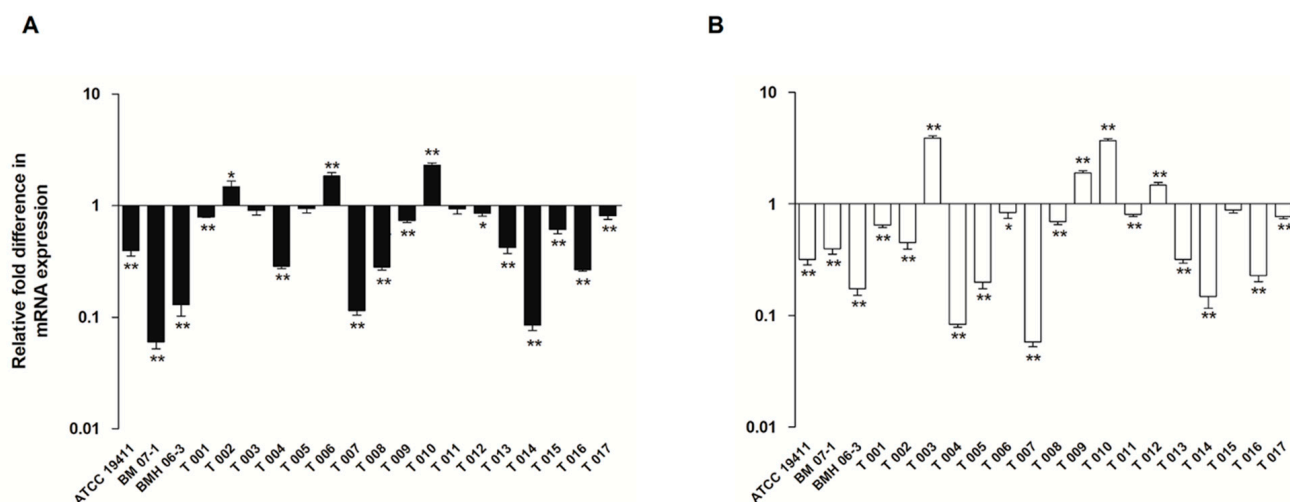 A
Relative fold difference in
mRNA expression
10
1
0.1
0.01
*
**
**
**
**
**
**
**
**
**
**
*
**
**
**
**
**
ATCC 19411
BM 07-1
BMH 06-3
T 001
T 002
T 003
T 004
T 005
T 006
T 007
T 008
T 009
T 010
T 011
T 012
T 013
T 014
T 015
T 016
T 017
B
10
1
0.1
0.01
**
**
**
**
**
**
**
**
**
**
**
*
**
**
**
**
**
**
**
ATCC 19411
BM 07-1
BMH 06-3
T 001
T 002
T 003
T 004
T 005
T 006
T 007
T 008
T 009
T 010
T 011
T 012
T 013
T 014
T 015
T 016
T 017